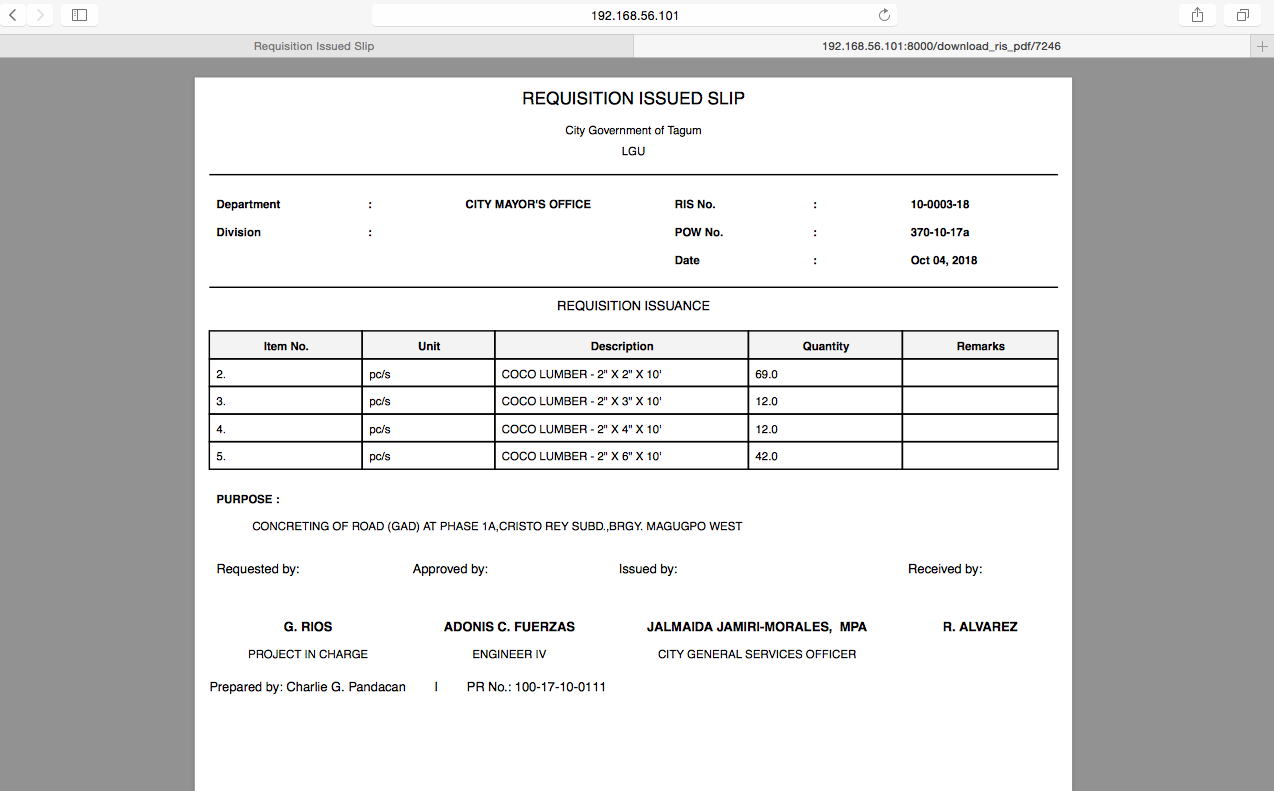 192.168.56.101
Requisition Issued Slip
192.168.56.101:8000/download_ris_pdf/7246
REQUISITION ISSUED SLIP
City Government of Tagum
LGU
Department : CITY MAYOR'S OFFICE RIS No. : 10-0003-18
Division : POW No. : 370-10-17a
Date : Oct 04, 2018
REQUISITION ISSUANCE
Item No. Unit Description Quantity Remarks
2. pc/s COCO LUMBER - 2" X 2" X 10' 69.0
3. pc/s COCO LUMBER - 2" X 3" X 10' 12.0
4. pc/s COCO LUMBER - 2" X 4" X 10' 12.0
5. pc/s COCO LUMBER - 2" X 6" X 10' 42.0
PURPOSE :
CONCRETING OF ROAD (GAD) AT PHASE 1A,CRISTO REY SUBD.,BRGY. MAGUGPO WEST
Requested by: Approved by: Issued by: Received by:
G. RIOS ADONIS C. FUERZAS JALMAIDA JAMIRI-MORALES, MPA R. ALVAREZ
PROJECT IN CHARGE ENGINEER IV CITY GENERAL SERVICES OFFICER
Prepared by: Charlie G. Pandacan | PR No.: 100-17-10-0111